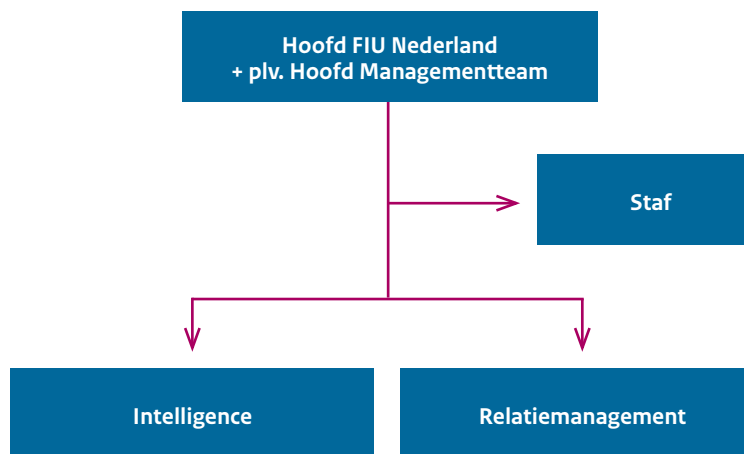 Hoofd FIU Nederland
+ plv. Hoofd Managementteam
Staf
Intelligence
Relatiemanagement